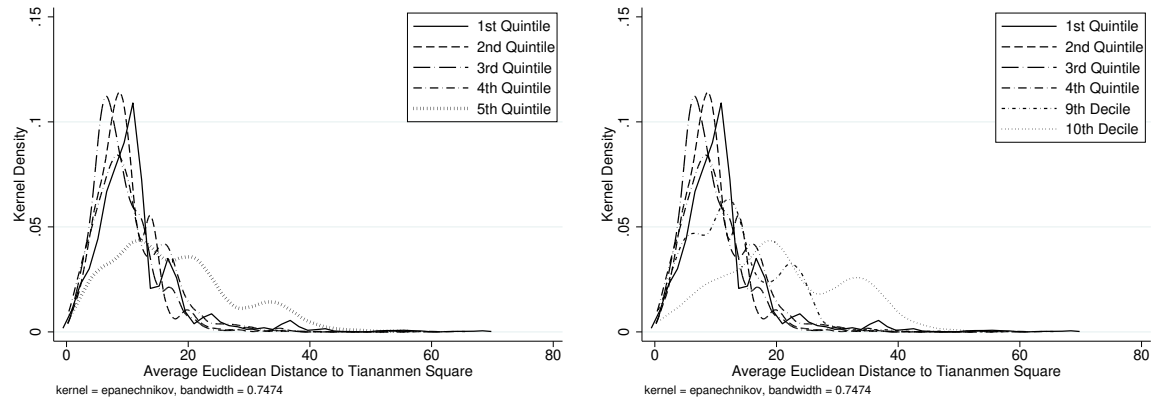 .15
.1
.05
0
Kernel Density
1st Quintile
2nd Quintile
3rd Quintile
4th Quintile
5th Quintile
0 20 40 60 80
Average Euclidean Distance to Tiananmen Square
kernel = epanechnikov, bandwidth = 0.7474
.15
.1
.05
0
Kernel Density
1st Quintile
2nd Quintile
3rd Quintile
4th Quintile
9th Decile
10th Decile
0 20 40 60 80
Average Euclidean Distance to Tiananmen Square
kernel = epanechnikov, bandwidth = 0.7474